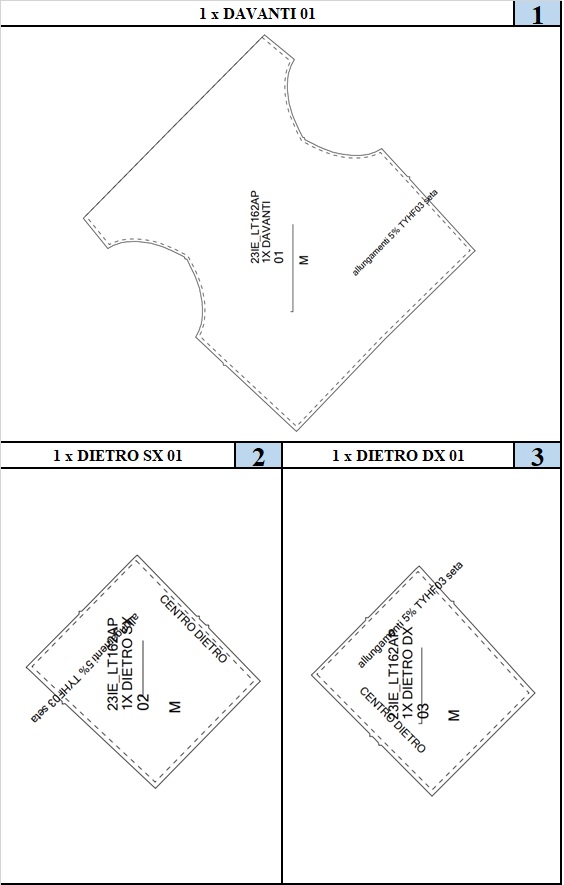 1 x DAVANTI 01
1
23IE_LT162AP
1X DAVANTI
01
M
allungamenti 5% TYHF03 seta
1 x DIETRO SX 01
2
CENTRO DIETRO
allungamenti 5% TYHF03 seta
23IE_LT162AP
1X DIETRO SX
02
M
1 x DIETRO DX 01
3
allungamenti 5% TYHF03 seta
23IE_LT162AP
1X DIETRO DX
03
CENTRO DIETRO
M